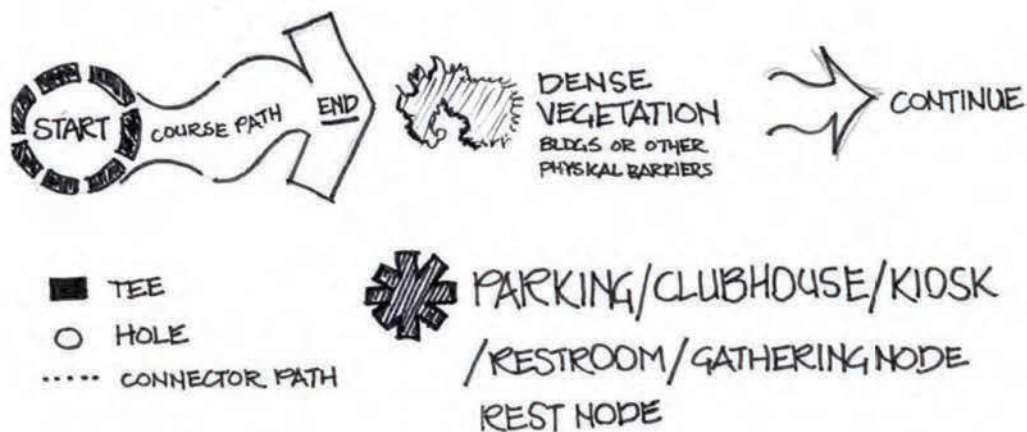 START
COURSE PATH
END
DENSE
VEGETATION
BLDGS OR OTHER
PHYSICAL BARRIERS
CONTINUE
TEE
HOLE
CONNECTOR PATH
PARKING/CLUBHOUSE/KIOSK
/RESTROOM/GATHERING NODE
REST NODE